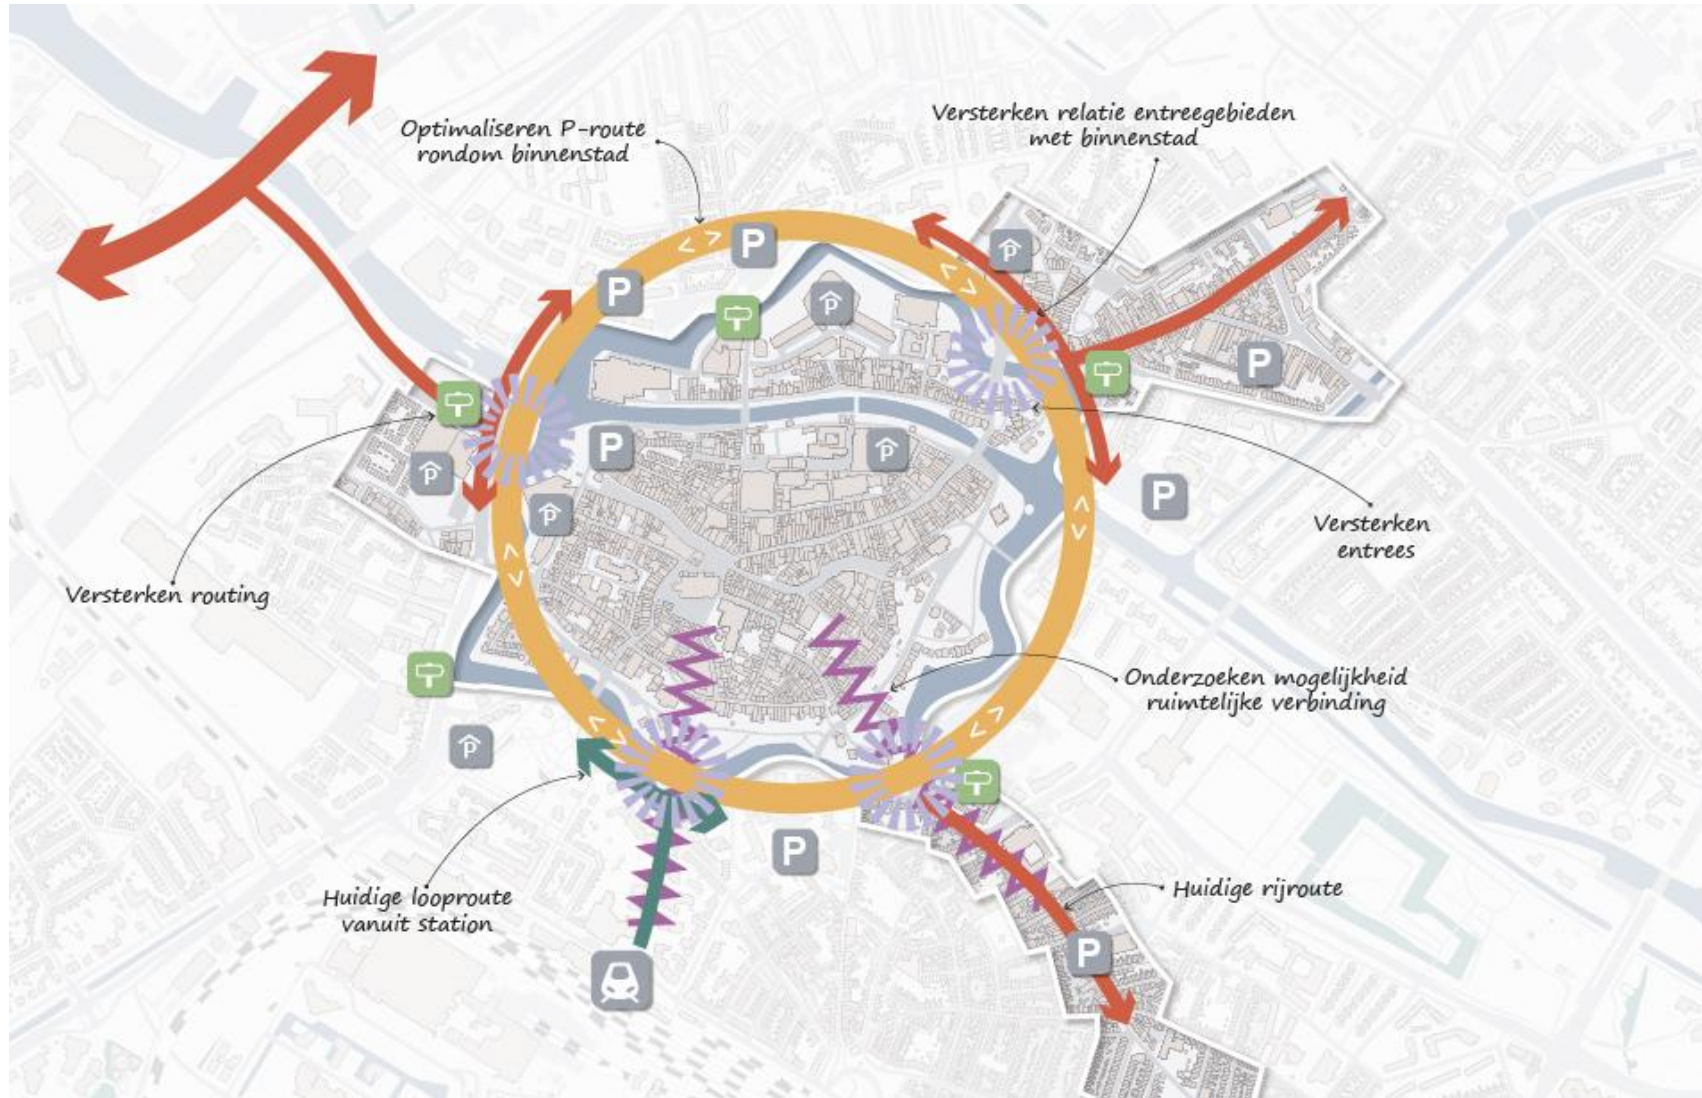 Optimaliseren P-route
rondom binnenstad
Versterken relatie entreegebieden
met binnenstad
P
P
P
P
P
P
P
P
P
P
P
Versterken
entrees
Versterken routing
Onderzoeken mogelijkheid
ruimtelijke verbinding
P
P
Huidige looproute
vanuit station
Huidige rijroute
P